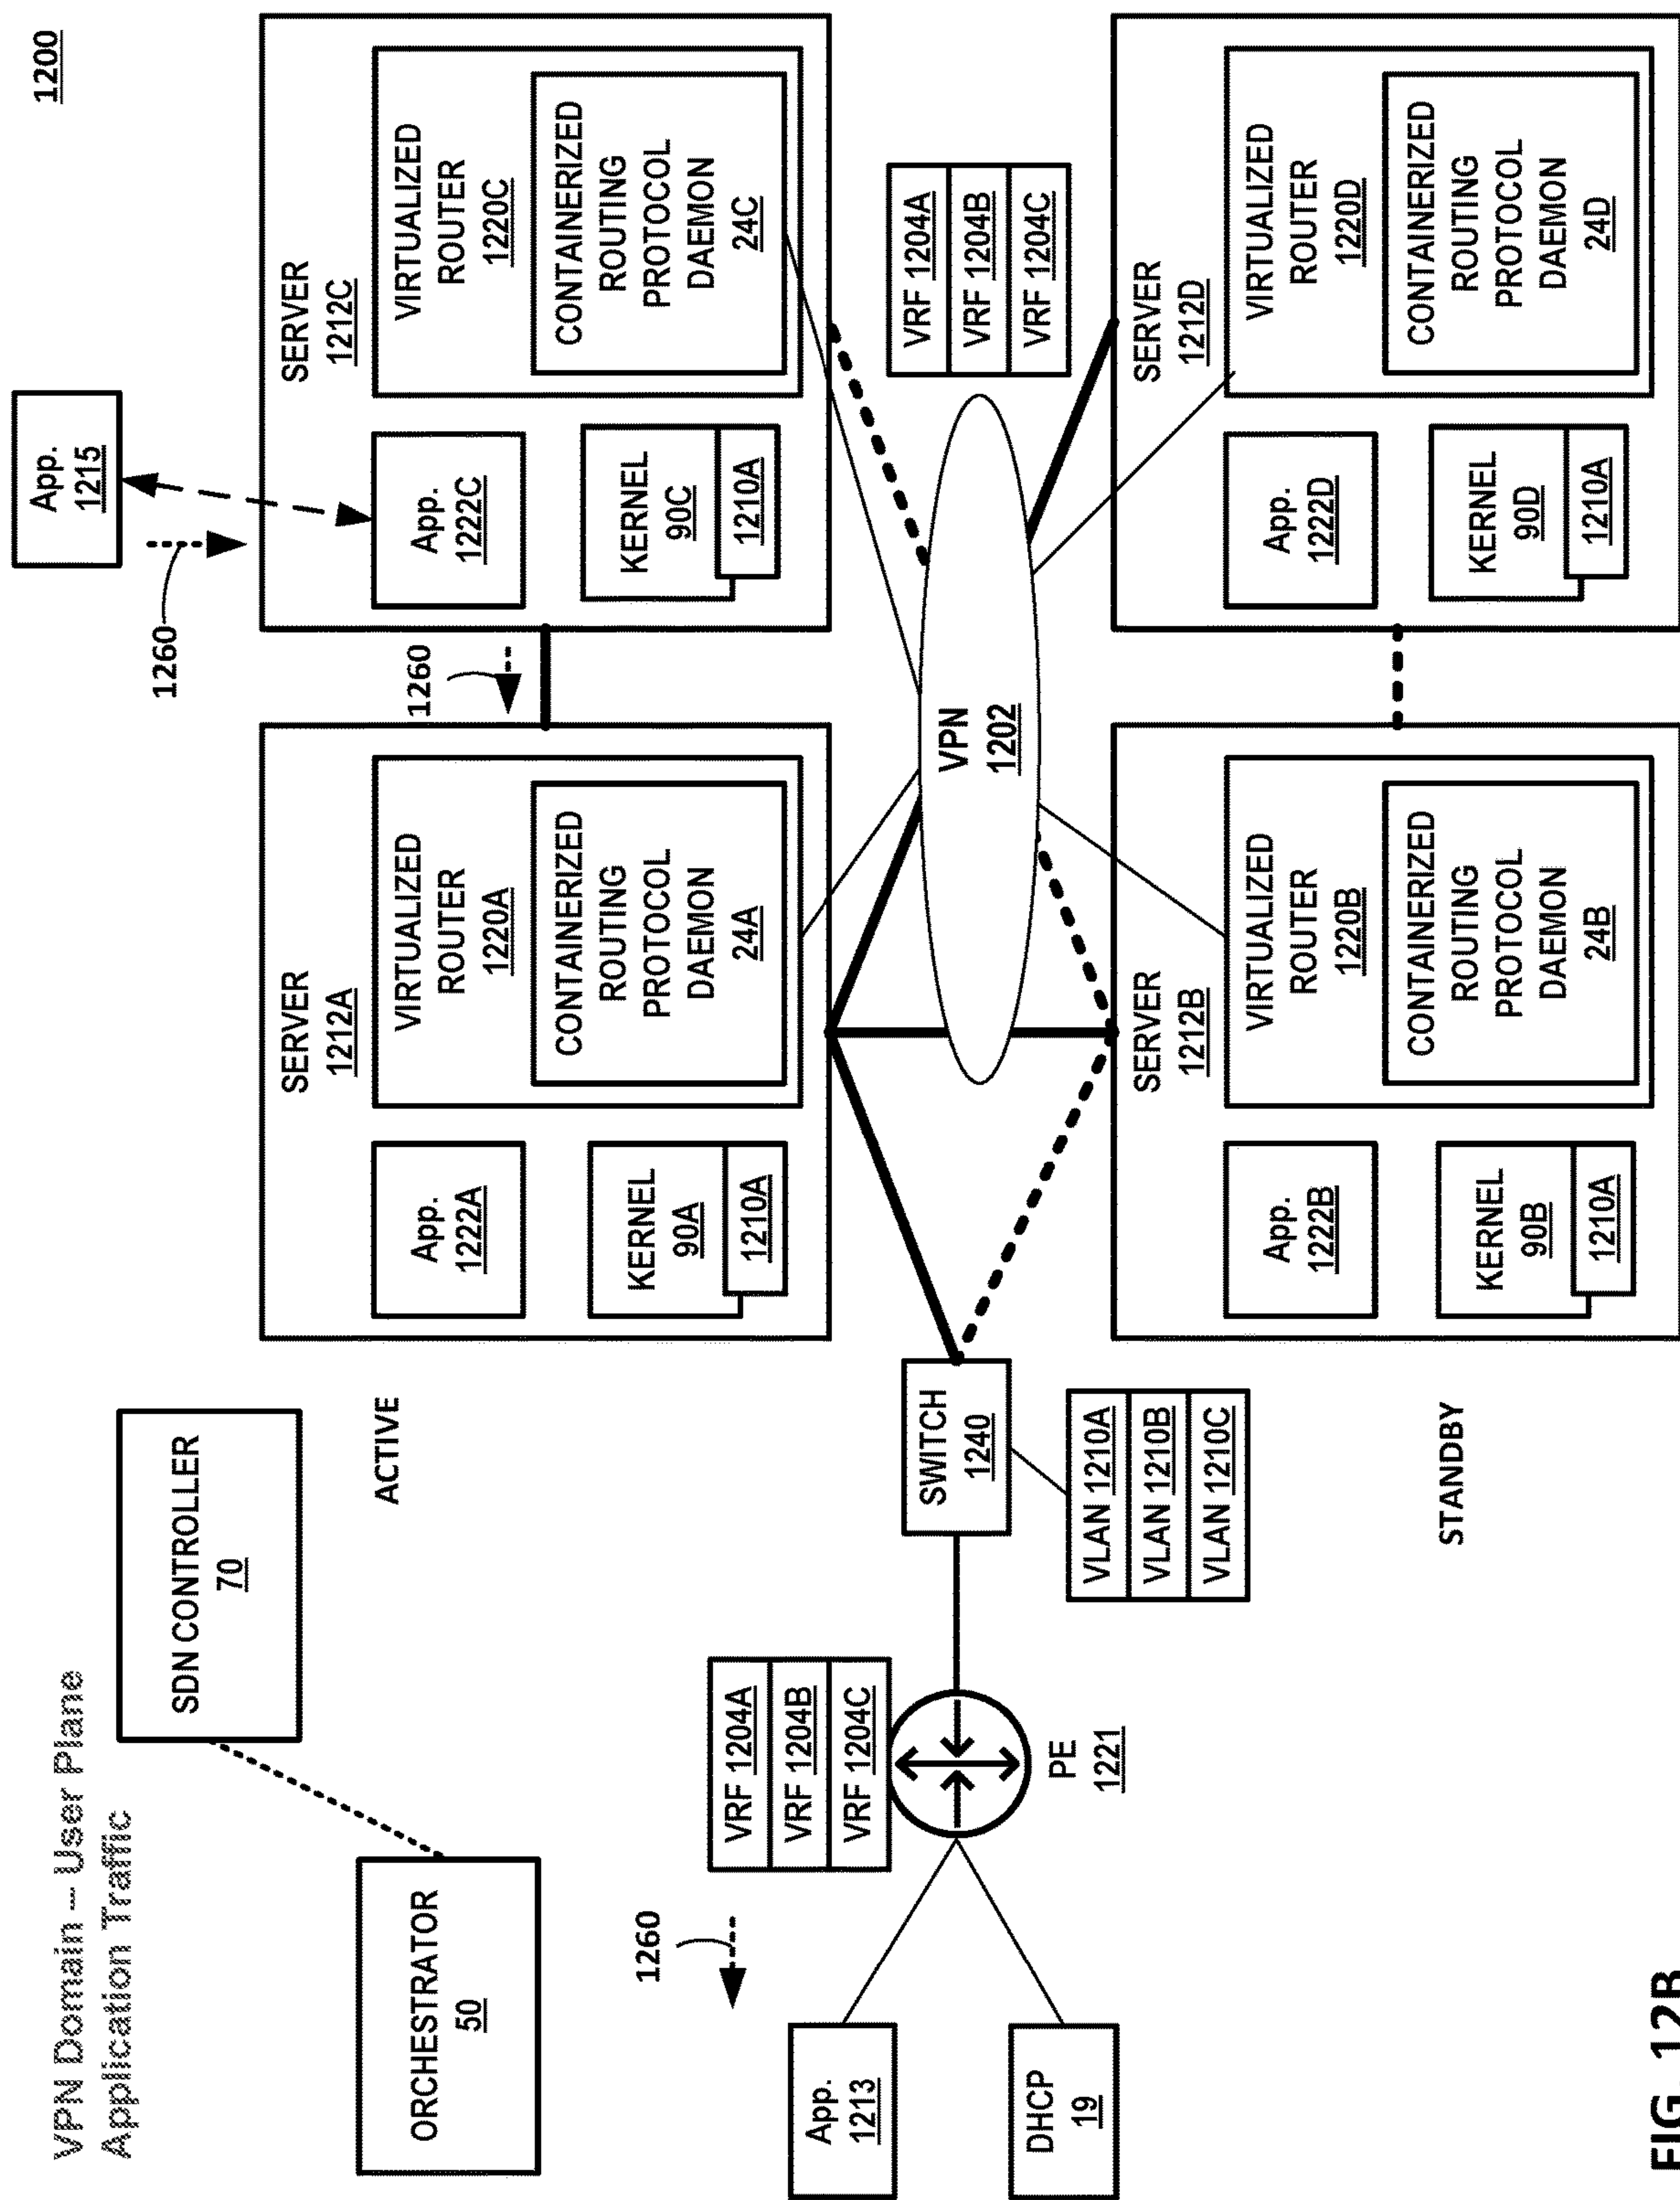 VPN Domain -- User Plane
Application Traffic
1200
ORCHESTRATOR
50
SDN CONTROLLER
70
ACTIVE
STANDBY
App.
1215
1260
1260
1260
SERVER
1212A
App.
1222A
KERNEL
90A
1210A
VIRTUALIZED
ROUTER
1220A
CONTAINERIZED
ROUTING
PROTOCOL
DAEMON
24A
SERVER
1212C
App.
1222C
KERNEL
90C
1210A
VIRTUALIZED
ROUTER
1220C
CONTAINERIZED
ROUTING
PROTOCOL
DAEMON
24C
App.
1213
DHCP
19
VRF 1204A
VRF 1204B
VRF 1204C
PE
1221
SWITCH
1240
VLAN 1210A
VLAN 1210B
VLAN 1210C
VPN
1202
VRF 1204A
VRF 1204B
VRF 1204C
SERVER
1212B
App.
1222B
KERNEL
90B
1210A
VIRTUALIZED
ROUTER
1220B
CONTAINERIZED
ROUTING
PROTOCOL
DAEMON
24B
SERVER
1212D
App.
1222D
KERNEL
90D
1210A
VIRTUALIZED
ROUTER
1220D
CONTAINERIZED
ROUTING
PROTOCOL
DAEMON
24D
FIG. 12B